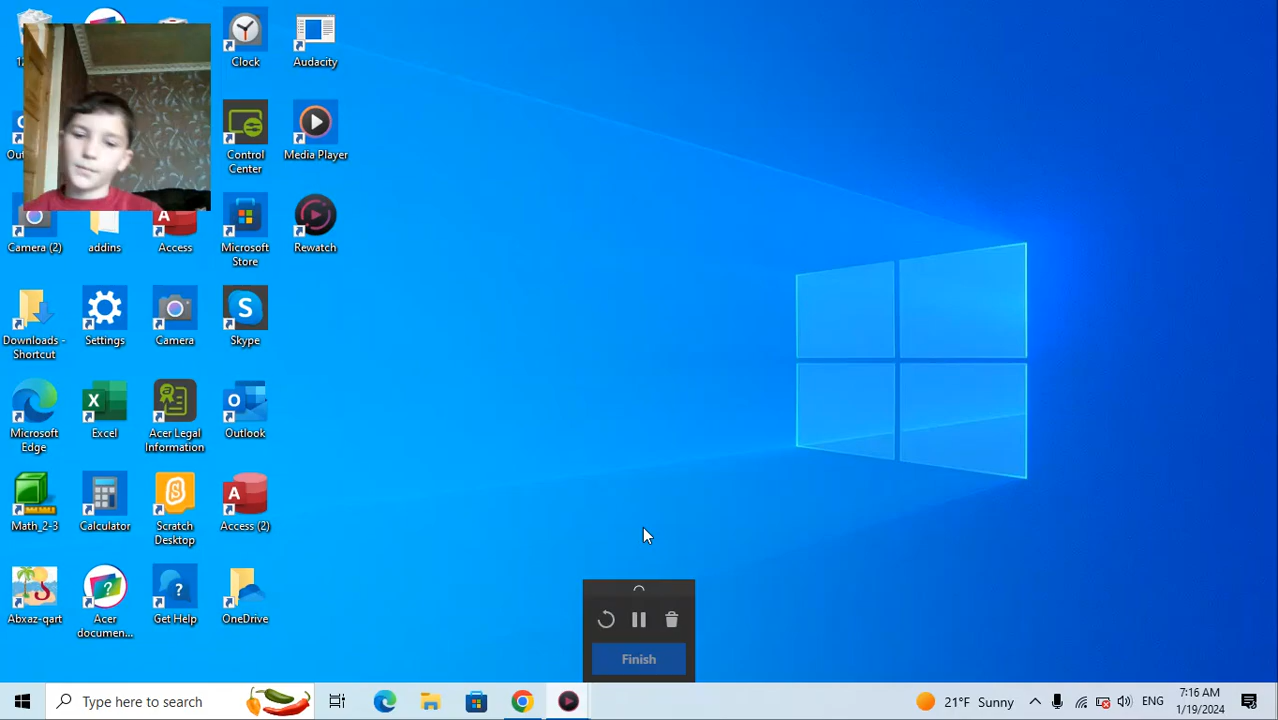 Clock
Audacity
Control
Center
Media Player
Camera (2)
addins
Access
Microsoft
Store
Rewatch
Downloads -
Shortcut
Settings
Camera
Skype
Microsoft
Edge
Excel
Acer Legal
Information
Outlook
Math_2-3
Calculator
Scratch
Desktop
Access (2)
Abxaz-qart
Acer
documen...
Get Help
OneDrive
Finish
Type here to search
21°F Sunny
ENG
7:16 AM
1/19/2024